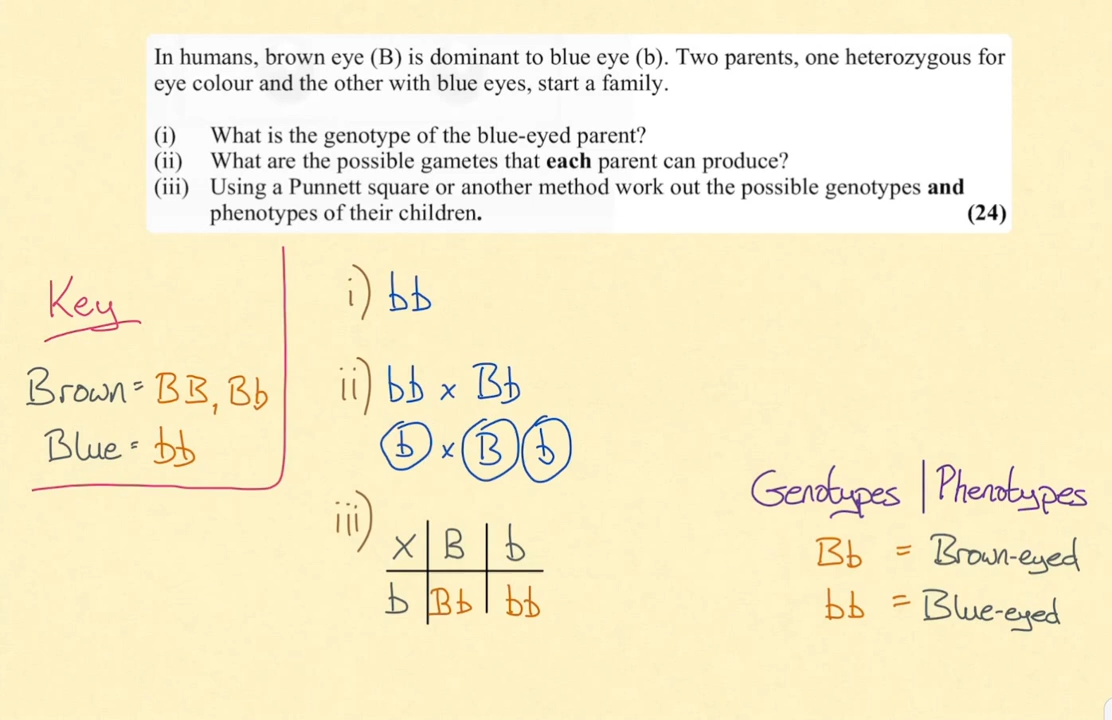 In humans, brown eye (B) is dominant to blue eye (b). Two parents, one heterozygous for
eye colour and the other with blue eyes, start a family.
(i) What is the genotype of the blue-eyed parent?
(ii) What are the possible gametes that each parent can produce?
(iii) Using a Punnett square or another method work out the possible genotypes and
phenotypes of their children. (24)
Key
Brown = BB, Bb
Blue = bb
i) bb
ii) bb x Bb
b x B b
iii)
x | B | b
b | Bb | bb
Genotypes | Phenotypes
Bb = Brown-eyed
bb = Blue-eyed